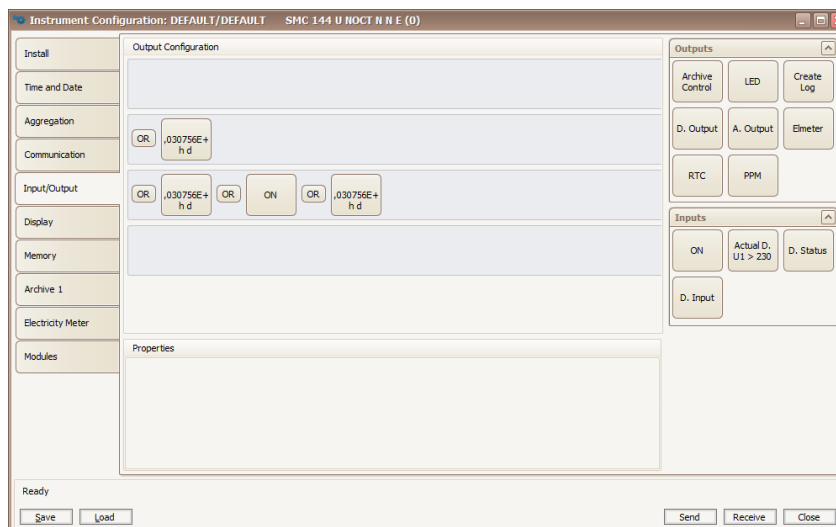 Instrument Configuration: DEFAULT/DEFAULT SMC 144 U NOCT N N E (0)
Install
Time and Date
Aggregation
Communication
Input/Output
Display
Memory
Archive 1
Electricity Meter
Modules
Output Configuration
OR
,030756E+
h d
OR
,030756E+
h d
OR
ON
OR
,030756E+
h d
Properties
Outputs
Archive
Control
LED
Create
Log
D. Output
A. Output
Elmeter
RTC
PPM
Inputs
ON
Actual D.
U1 > 230
D. Status
D. Input
Ready
Save
Load
Send
Receive
Close